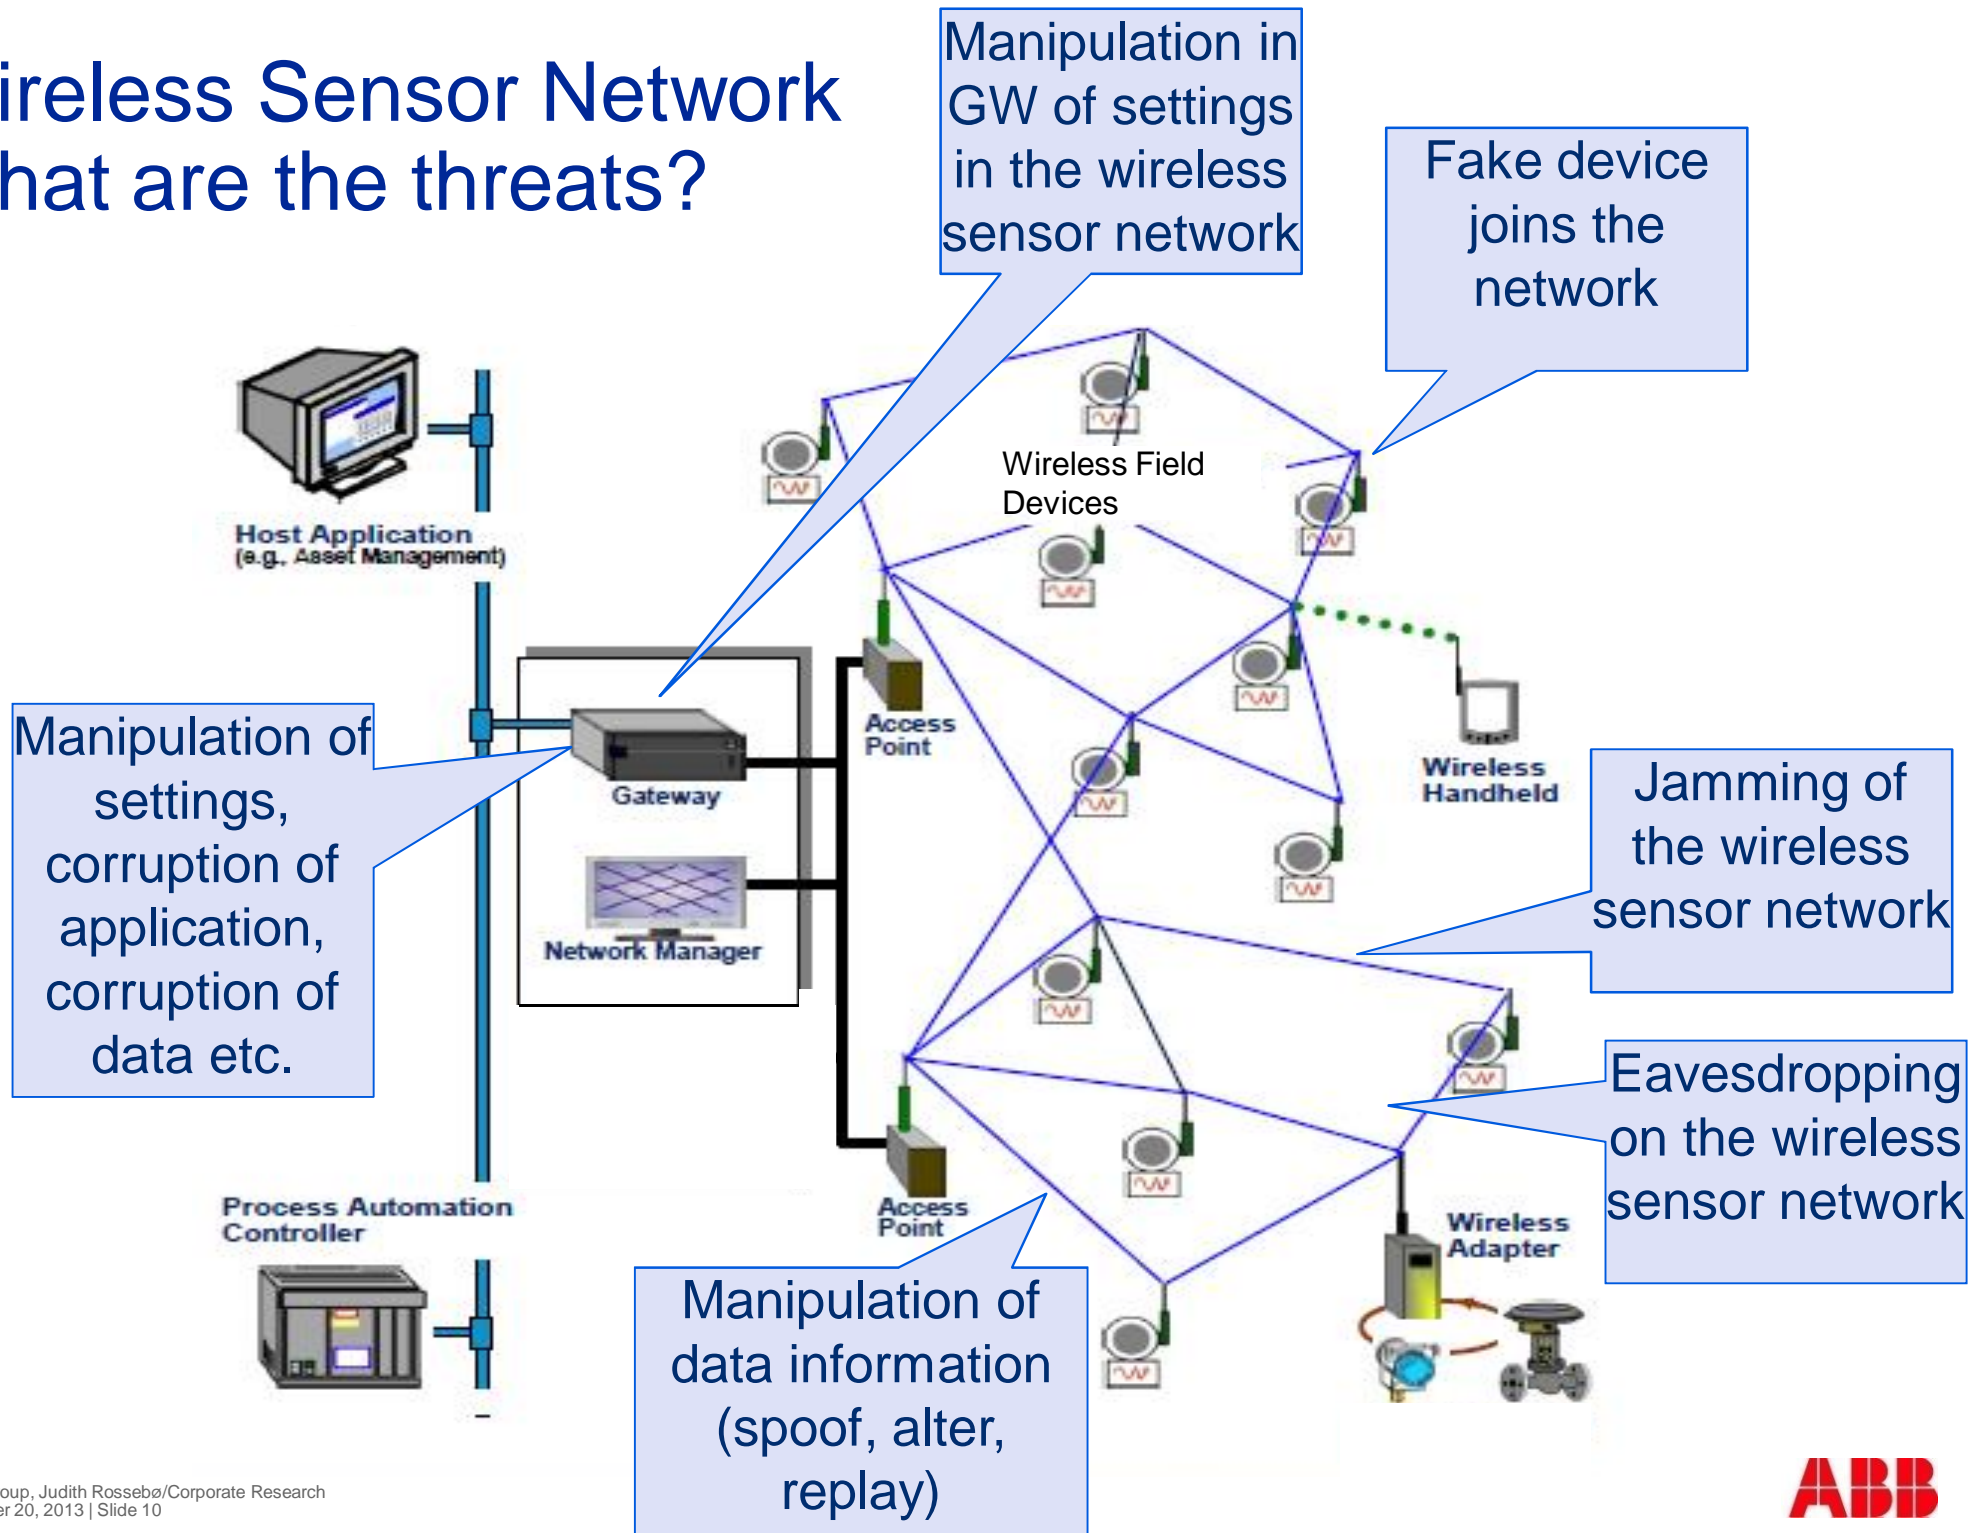 ireless Sensor Network
hat are the threats?
Manipulation in
GW of settings
in the wireless
sensor network
Fake device
joins the
network
Wireless Field
Devices
Host Application
(e.g., Asset Management)
Access
Point
Gateway
Network Manager
Wireless
Handheld
Manipulation of
settings,
corruption of
application,
corruption of
data etc.
Jamming of
the wireless
sensor network
Eavesdropping
on the wireless
sensor network
Process Automation
Controller
Access
Point
Wireless
Adapter
Manipulation of
data information
(spoof, alter,
replay)
oup, Judith Rossebø/Corporate Research
er 20, 2013 | Slide 10
ABB